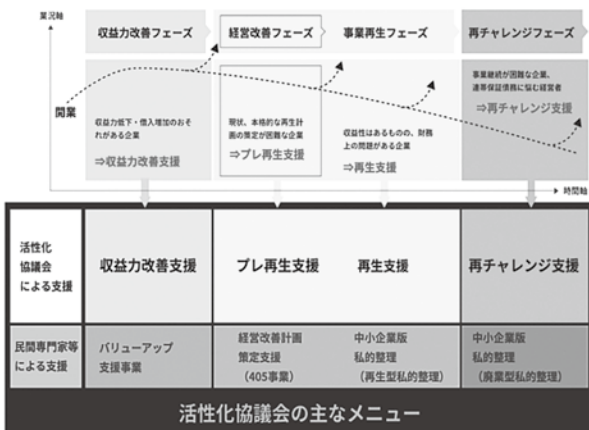 業況軸
収益力改善フェーズ
経営改善フェーズ
事業再生フェーズ
再チャレンジフェーズ
開業
収益力低下・借入増加のおそ
れがある企業
⇒収益力改善支援
現状、本格的な再生計
画の策定が困難な企業
⇒プレ再生支援
収益性はあるものの、財務
上の問題がある企業
⇒再生支援
事業継続が困難な企業、
連帯保証債務に悩む経営者
⇒再チャレンジ支援
時間軸
活性化
協議会
による支援
収益力改善支援
プレ再生支援
再生支援
再チャレンジ支援
民間専門家等
による支援
バリューアップ
支援事業
経営改善計画
策定支援
（405事業）
中小企業版
私的整理
（再生型私的整理）
中小企業版
私的整理
（廃業型私的整理）
活性化協議会の主なメニュー